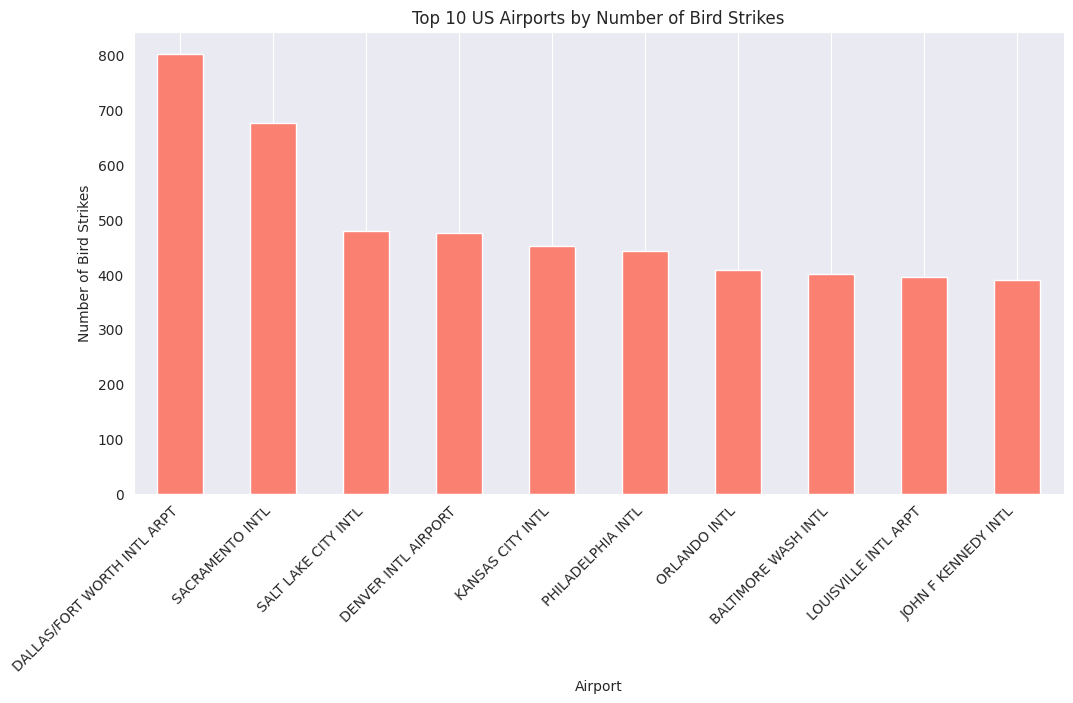 Top 10 US Airports by Number of Bird Strikes
Number of Bird Strikes
800
700
600
500
400
300
200
100
0
DALLAS/FORT WORTH INTL ARPT
SACRAMENTO INTL
SALT LAKE CITY INTL
DENVER INTL AIRPORT
KANSAS CITY INTL
PHILADELPHIA INTL
ORLANDO INTL
BALTIMORE WASH INTL
LOUISVILLE INTL ARPT
JOHN F KENNEDY INTL
Airport